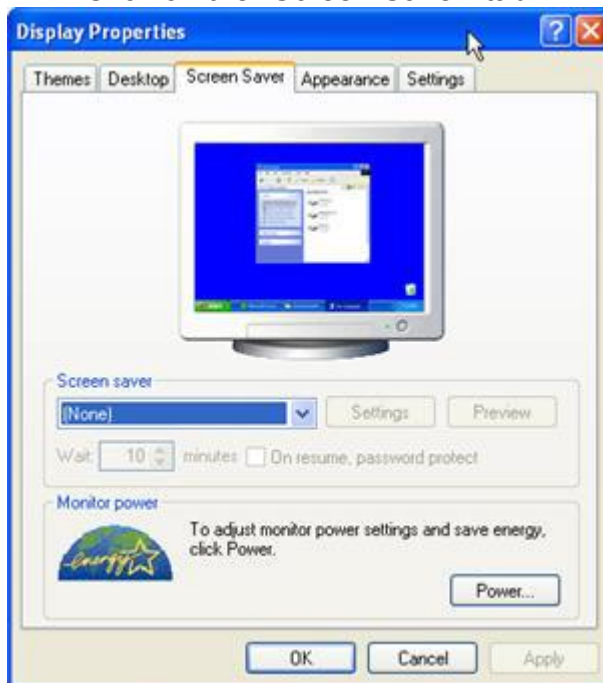 Display Properties
Themes Desktop Screen Saver Appearance Settings
Screen saver
(None) Settings Preview
Wait: 10 minutes On resume, password protect
Monitor power
To adjust monitor power settings and save energy,
click Power.
energy
Power...
OK Cancel Apply